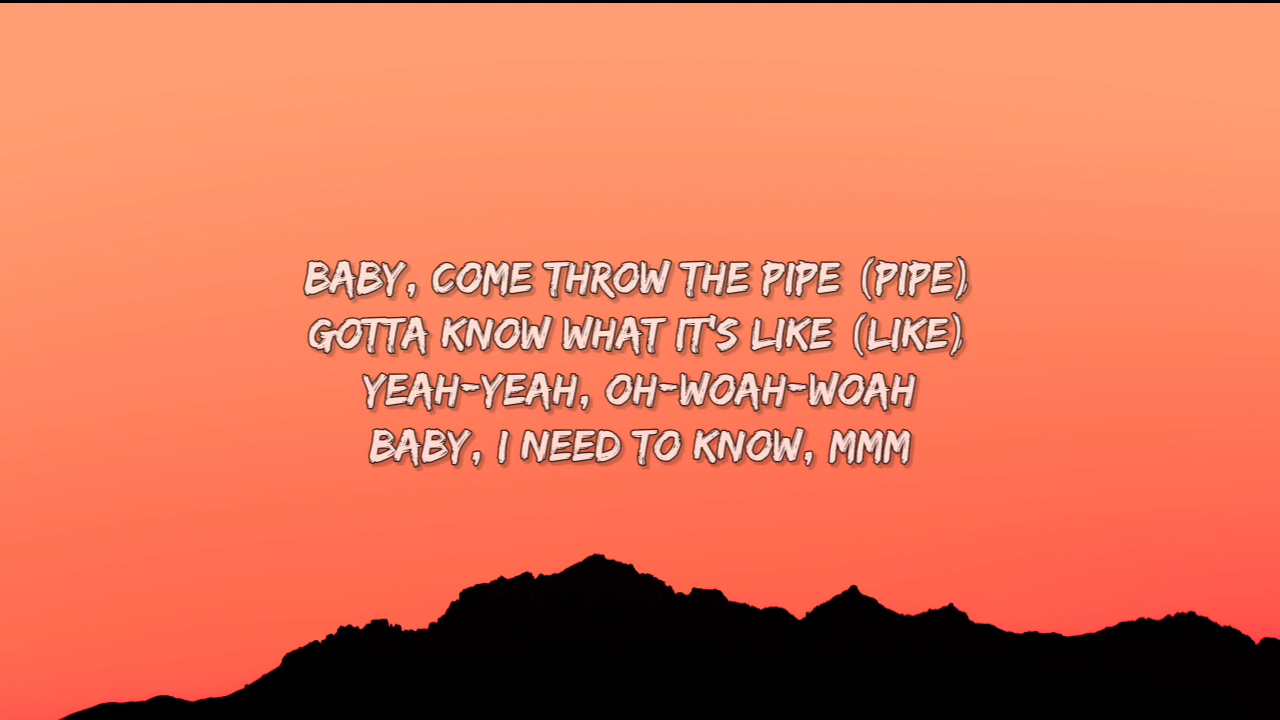 BABY, COME THROW THE PIPE (PIPE)
GOTTA KNOW WHAT IT'S LIKE (LIKE)
YEAH-YEAH, OH-WOAH-WOAH
BABY, I NEED TO KNOW, MMM